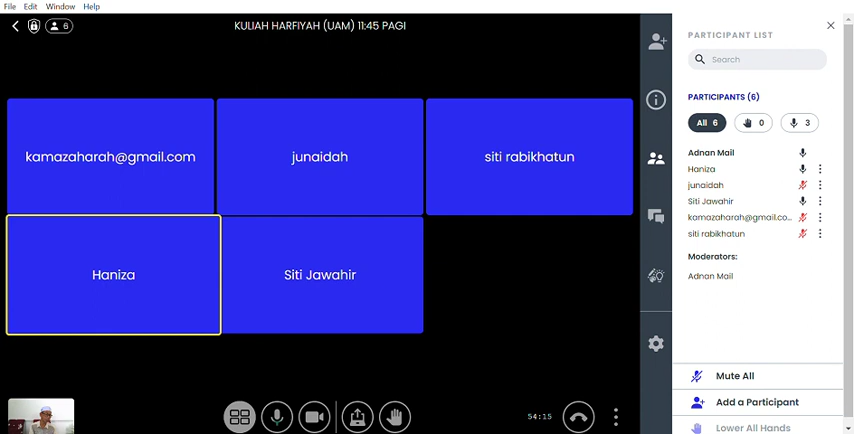 File Edit Window Help
6
KULIAH HARFIYAH (UAM) 11:45 PAGI
kamazaharah@gmail.com
junaidah
siti rabikhatun
Haniza
Siti Jawahir
54:15
PARTICIPANT LIST
Search
PARTICIPANTS (6)
All 6
0
3
Adnan Mail
Haniza
junaidah
Siti Jawahir
kamazaharah@gmail.co...
siti rabikhatun
Moderators:
Adnan Mail
Mute All
Add a Participant
Lower All Hands